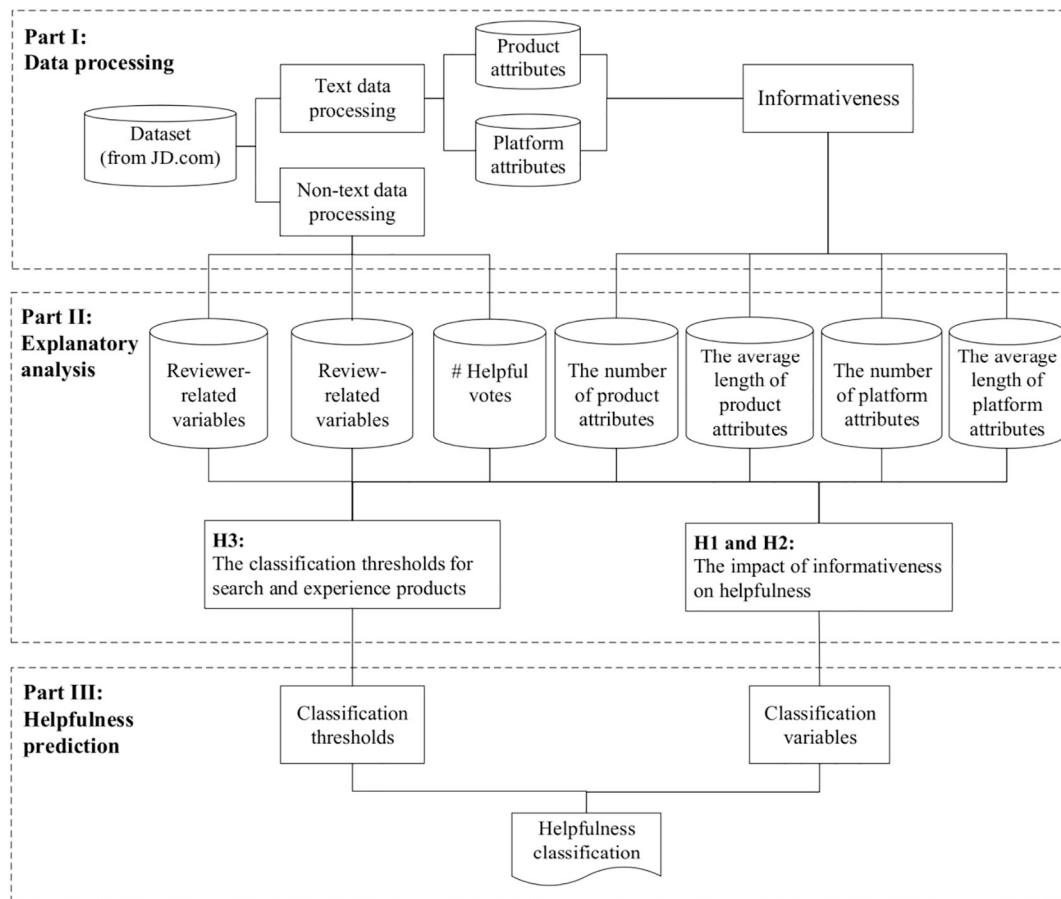 Part I:
Data processing
Dataset
(from JD.com)
Text data
processing
Non-text data
processing
Product
attributes
Platform
attributes
Informativeness
Part II:
Explanatory
analysis
Reviewer-
related
variables
Review-
related
variables
# Helpful
votes
The number
of product
attributes
The average
length of
product
attributes
The number
of platform
attributes
The average
length of
platform
attributes
H3:
The classification thresholds for
search and experience products
H1 and H2:
The impact of informativeness
on helpfulness
Part III:
Helpfulness
prediction
Classification
thresholds
Classification
variables
Helpfulness
classification